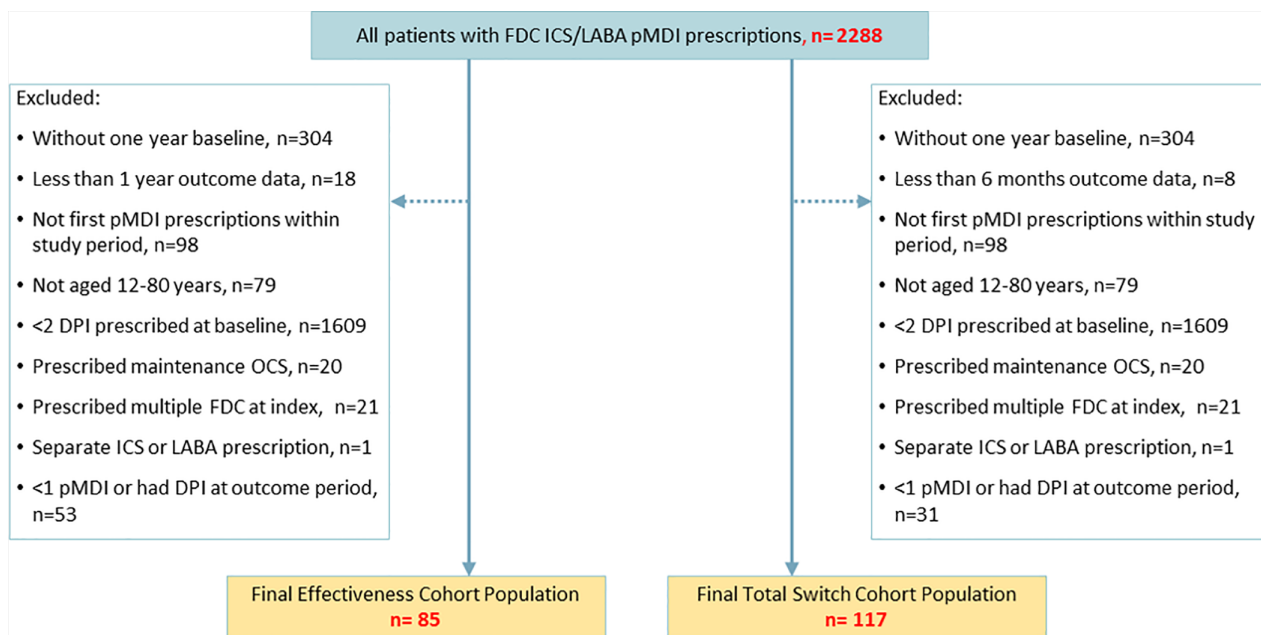 All patients with FDC ICS/LABA pMDI prescriptions, n= 2288
Excluded:
• Without one year baseline, n=304
• Less than 1 year outcome data, n=18
• Not first pMDI prescriptions within
study period, n=98
• Not aged 12-80 years, n=79
• <2 DPI prescribed at baseline, n=1609
• Prescribed maintenance OCS, n=20
• Prescribed multiple FDC at index, n=21
• Separate ICS or LABA prescription, n=1
• <1 pMDI or had DPI at outcome period,
n=53
Excluded:
• Without one year baseline, n=304
• Less than 6 months outcome data, n=8
• Not first pMDI prescriptions within study
period, n=98
• Not aged 12-80 years, n=79
• <2 DPI prescribed at baseline, n=1609
• Prescribed maintenance OCS, n=20
• Prescribed multiple FDC at index, n=21
• Separate ICS or LABA prescription, n=1
• <1 pMDI or had DPI at outcome period,
n=31
Final Effectiveness Cohort Population
n= 85
Final Total Switch Cohort Population
n= 117